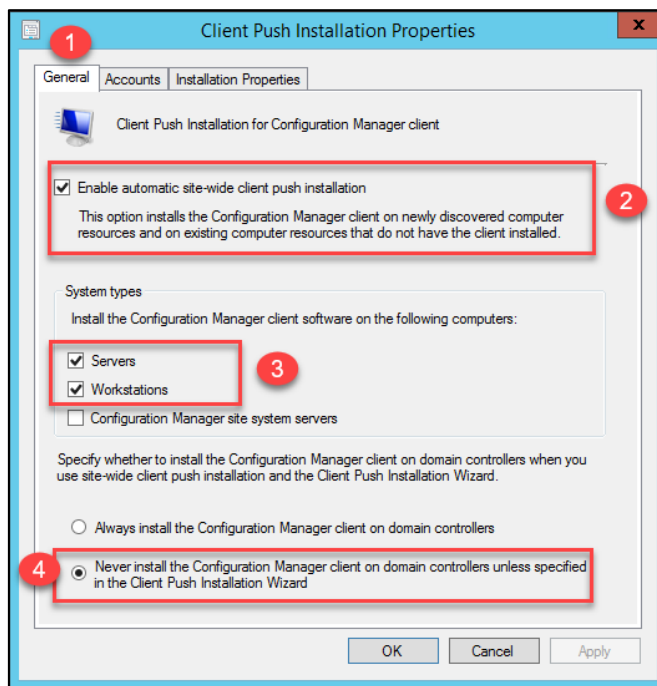 Client Push Installation Properties
x
1
General
Accounts
Installation Properties
Client Push Installation for Configuration Manager client
Enable automatic site-wide client push installation
2
This option installs the Configuration Manager client on newly discovered computer
resources and on existing computer resources that do not have the client installed.
System types
Install the Configuration Manager client software on the following computers:
Servers
3
Workstations
Configuration Manager site system servers
Specify whether to install the Configuration Manager client on domain controllers when you
use site-wide client push installation and the Client Push Installation Wizard.
Always install the Configuration Manager client on domain controllers
4
Never install the Configuration Manager client on domain controllers unless specified
in the Client Push Installation Wizard
OK
Cancel
Apply